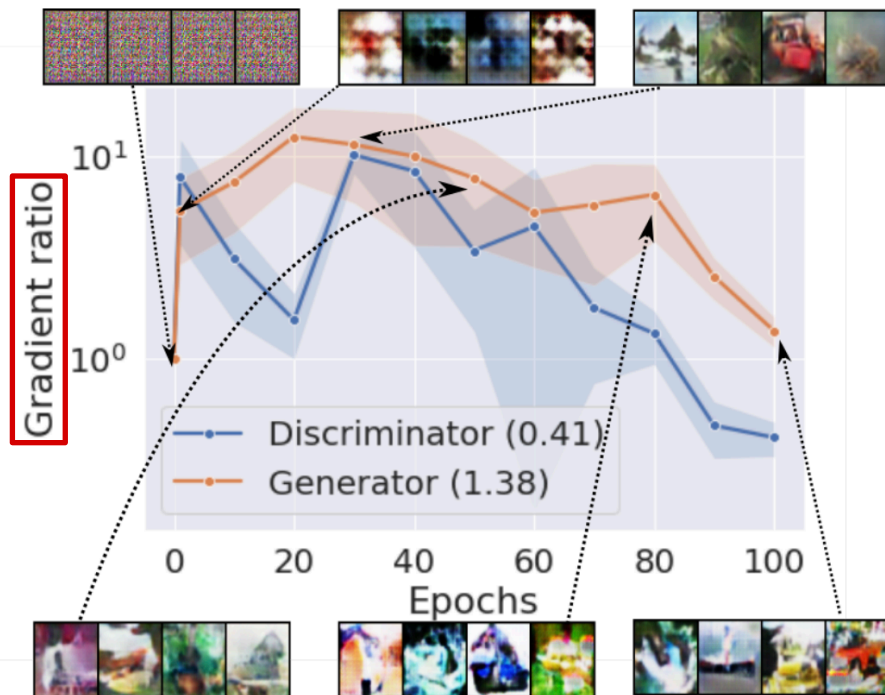 Gradient ratio
10¹
10⁰
Discriminator (0.41)
Generator (1.38)
0 20 40 60 80 100
Epochs